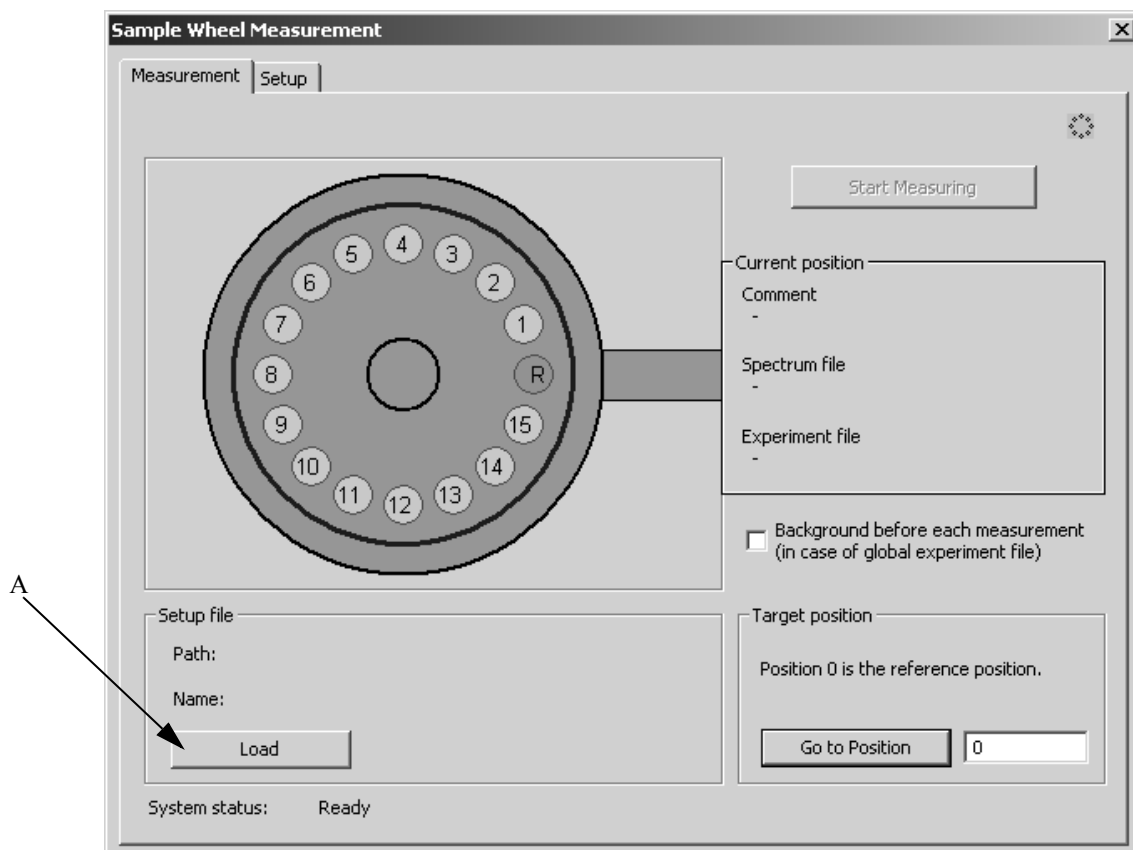 Sample Wheel Measurement
Measurement
Setup
Start Measuring
4
5
3
6
2
7
1
8
R
9
15
10
14
11
13
12
Current position
Comment
-
Spectrum file
-
Experiment file
-
Background before each measurement
(in case of global experiment file)
A
Setup file
Path:
Name:
Load
Target position
Position 0 is the reference position.
Go to Position
0
System status: Ready